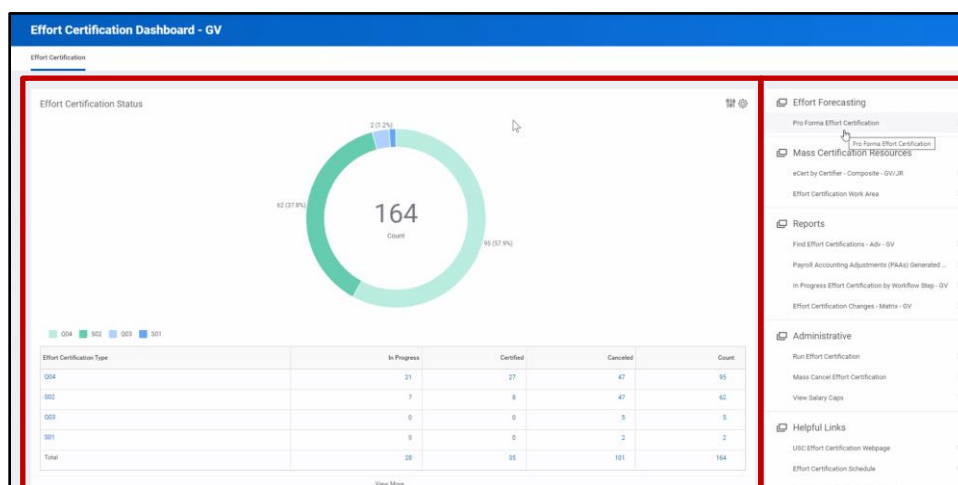 Effort Certification Dashboard - GV
Effort Certification
Effort Certification Status
2 (1.2%)
62 (37.8%)
164
Count
95 (57.9%)
Q04 S02 Q03 S01
Effort Certification Type In Progress Certified Canceled Count
Q04 21 27 47 95
S02 7 8 47 62
Q03 0 0 5 5
S01 0 0 2 2
Total 28 35 101 164
View More
Effort Forecasting
Pro Forma Effort Certification
Pro Forma Effort Certification
Mass Certification Resources
eCert by Certifier - Composite - GV/JR
Effort Certification Work Area
Reports
Find Effort Certifications - Adv - GV
Payroll Accounting Adjustments (PAAs) Generated ...
In Progress Effort Certification by Workflow Step - GV
Effort Certification Changes - Matrix - GV
Administrative
Run Effort Certification
Mass Cancel Effort Certification
View Salary Caps
Helpful Links
USC Effort Certification Webpage
Effort Certification Schedule